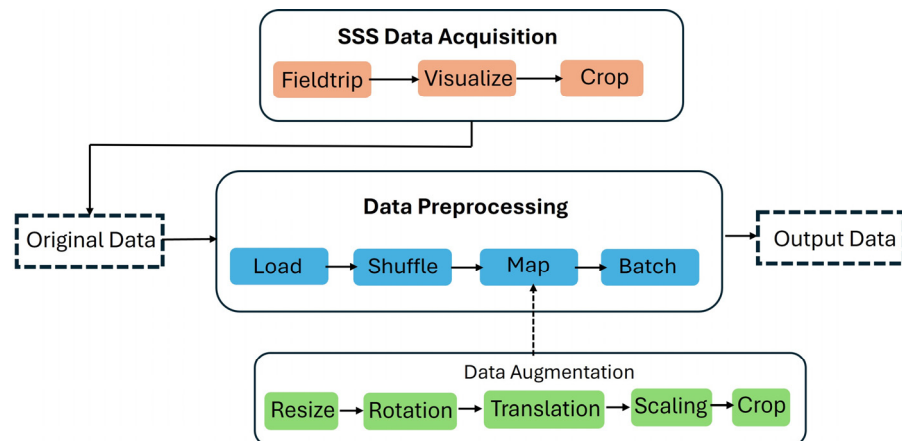 SSS Data Acquisition
Fieldtrip
Visualize
Crop
Original Data
Data Preprocessing
Load
Shuffle
Map
Batch
Output Data
Data Augmentation
Resize
Rotation
Translation
Scaling
Crop